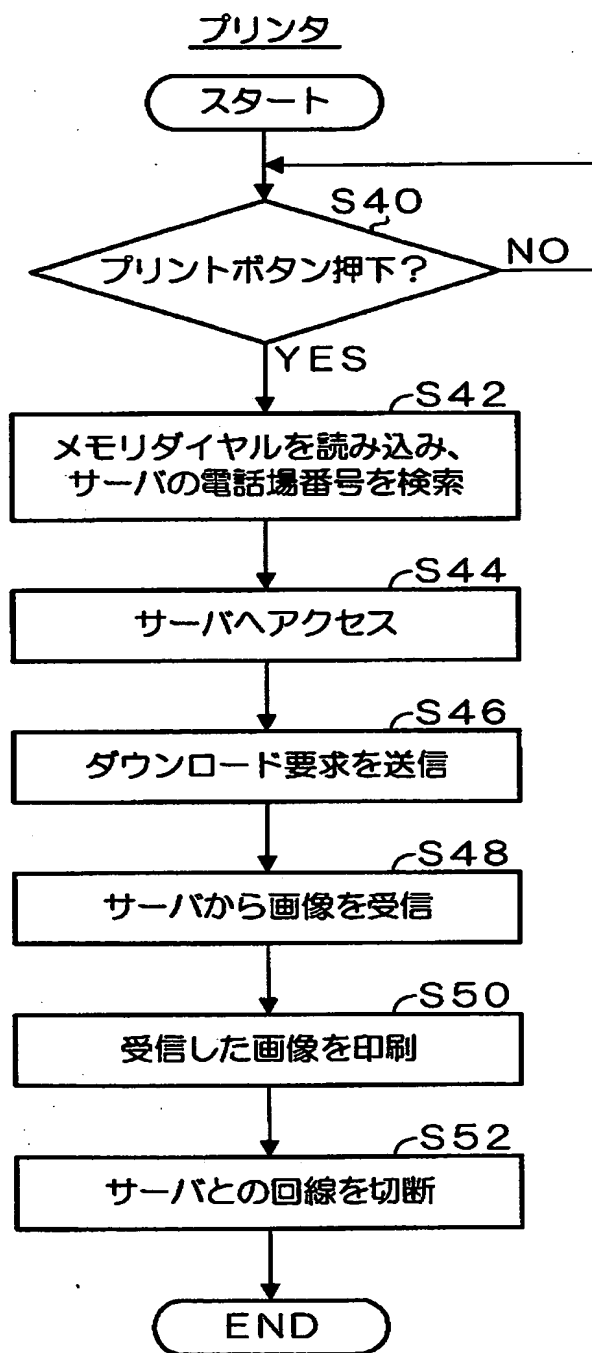 プリンタ
スタート
S40
プリントボタン押下?
NO
YES
S42
メモリダイヤルを読み込み、
サーバの電話場番号を検索
S44
サーバへアクセス
S46
ダウンロード要求を送信
S48
サーバから画像を受信
S50
受信した画像を印刷
S52
サーバとの回線を切断
END